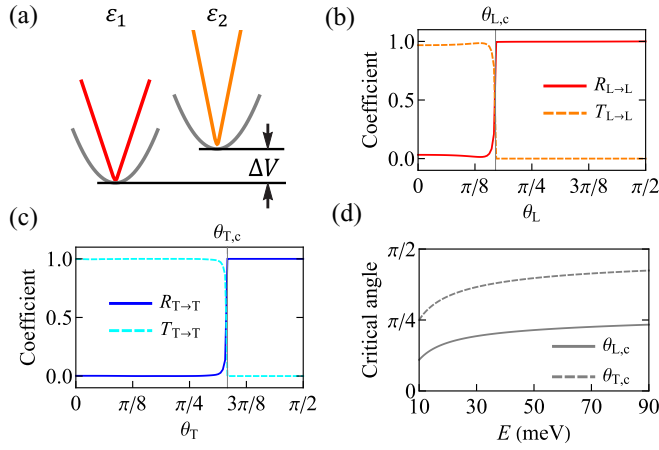 (a)
ε₁
ε₂
ΔV
(b)
θL,c
Coefficient
1.0
0.5
0.0
RL→L
TL→L
0
π/8
π/4
3π/8
π/2
θL
(c)
θT,c
Coefficient
1.0
0.5
0.0
RT→T
TT→T
0
π/8
π/4
3π/8
π/2
θT
(d)
Critical angle
π/2
π/4
0
θL,c
θT,c
10
30
50
70
90
E (meV)